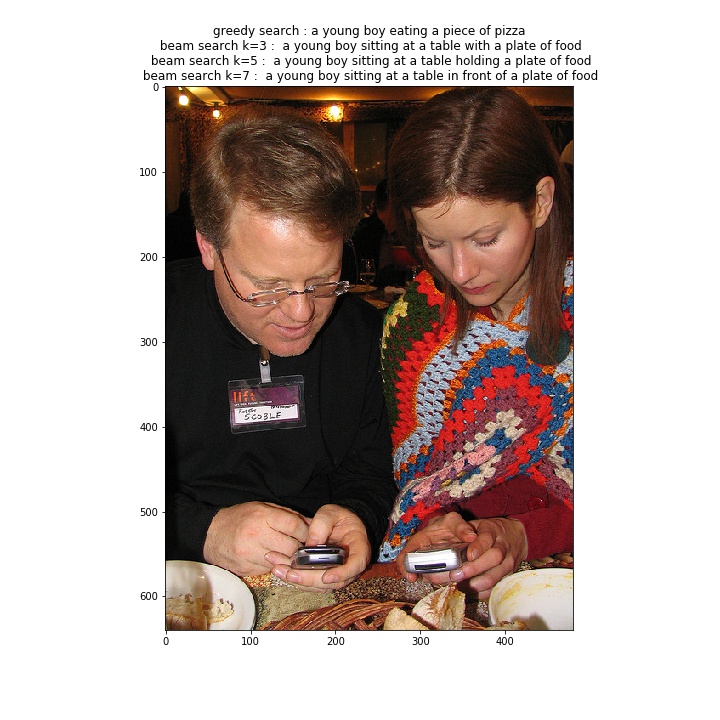 greedy search : a young boy eating a piece of pizza
beam search k=3 :  a young boy sitting at a table with a plate of food
beam search k=5 :  a young boy sitting at a table holding a plate of food
beam search k=7 :  a young boy sitting at a table in front of a plate of food
0
100
200
300
400
500
600
lift
SCOBLE
0 100 200 300 400